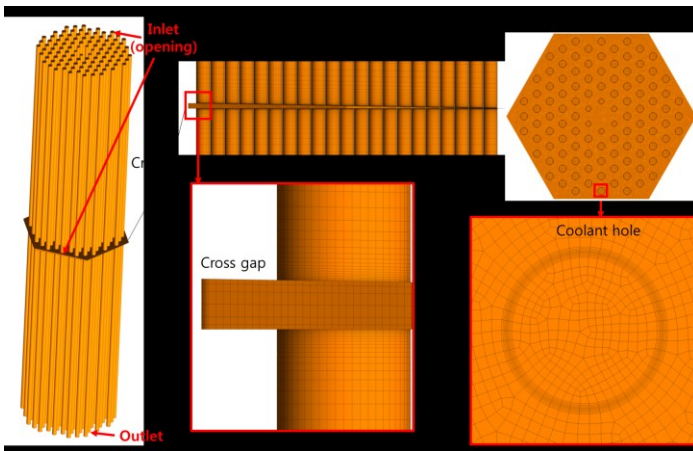 Inlet
(opening)
Cr
Outlet
Cross gap
Coolant hole